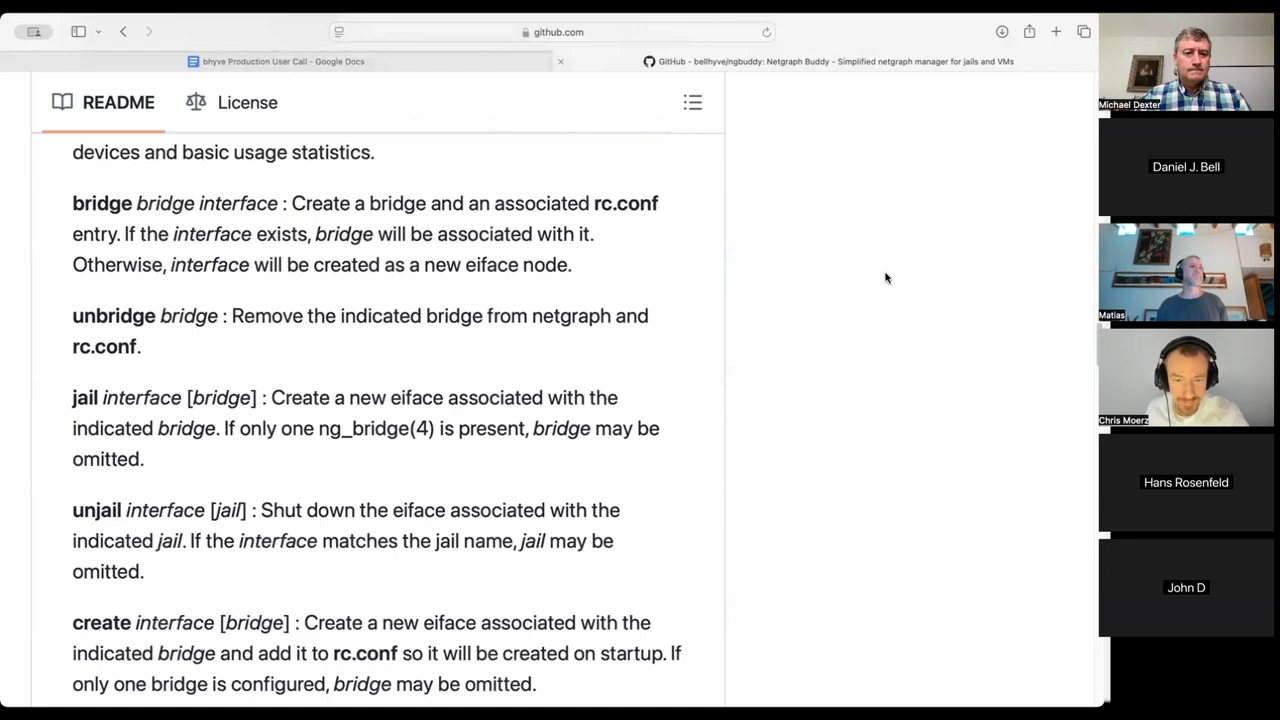 github.com
bhyve Production User Call - Google Docs
GitHub - bellhyve/ngbuddy: Netgraph Buddy - Simplified netgraph manager for jails and VMs
README
License
devices and basic usage statistics.
bridge bridge interface : Create a bridge and an associated rc.conf
entry. If the interface exists, bridge will be associated with it.
Otherwise, interface will be created as a new eiface node.
unbridge bridge : Remove the indicated bridge from netgraph and
rc.conf.
jail interface [bridge] : Create a new eiface associated with the
indicated bridge. If only one ng_bridge(4) is present, bridge may be
omitted.
unjail interface [jail] : Shut down the eiface associated with the
indicated jail. If the interface matches the jail name, jail may be
omitted.
create interface [bridge] : Create a new eiface associated with the
indicated bridge and add it to rc.conf so it will be created on startup. If
only one bridge is configured, bridge may be omitted.
Michael Dexter
Daniel J. Bell
Matias
Chris Moerz
Hans Rosenfeld
John D